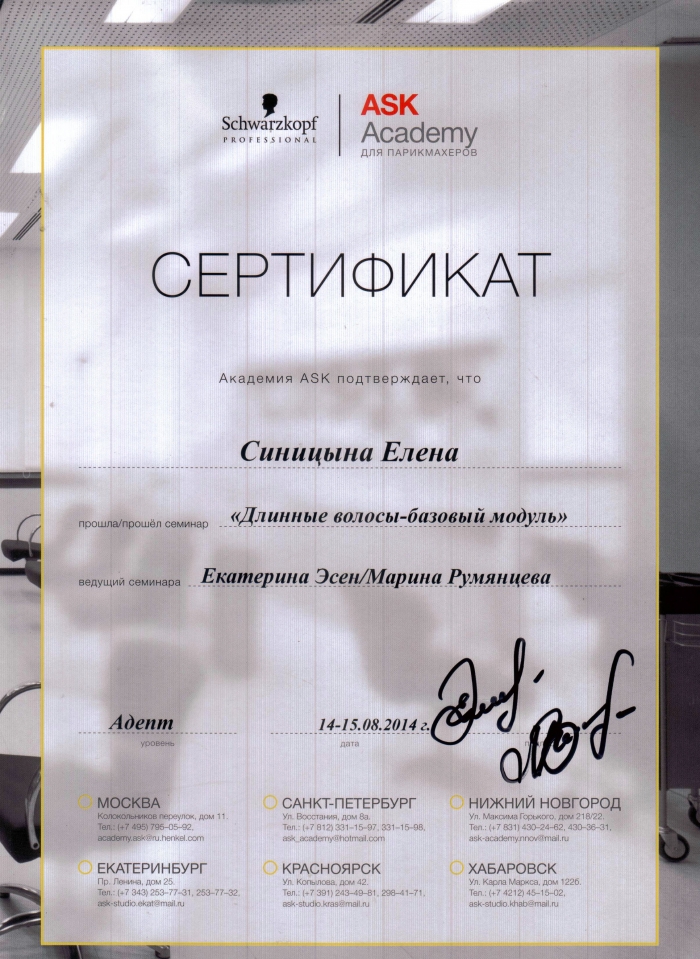 Schwarzkopf
PROFESSIONAL
ASK
Academy
ДЛЯ ПАРИКМАХЕРОВ
СЕРТИФИКАТ
Академия ASK подтверждает, что
Синицына Елена
прошла/прошёл семинар «Длинные волосы-базовый модуль»
ведущий семинара Екатерина Эсен/Марина Румянцева
Адепт 14-15.08.2014 г.
уровень дата
МОСКВА
Колокольников переулок, дом 11.
Тел.: (+7 495) 795–05–92,
academy.ask@ru.henkel.com
САНКТ-ПЕТЕРБУРГ
Ул. Восстания, дом 8а.
Тел.: (+7 812) 331–15–97, 331–15–98,
ask_academy@hotmail.com
НИЖНИЙ НОВГОРОД
Ул. Максима Горького, дом 218/22.
Тел.: (+7 831) 430–24–62, 430–36–31,
ask-academy.nnov@mail.ru
ЕКАТЕРИНБУРГ
Пр. Ленина, дом 25.
Тел.: (+7 343) 253–77–31, 253–77–32,
ask-studio.ekat@mail.ru
КРАСНОЯРСК
Ул. Копылова, дом 42.
Тел.: (+7 391) 243–49–81, 298–41–71,
ask-studio.kras@mail.ru
ХАБАРОВСК
Ул. Карла Маркса, дом 122б.
Тел.: (+7 4212) 45–15–02,
ask-studio.khab@mail.ru